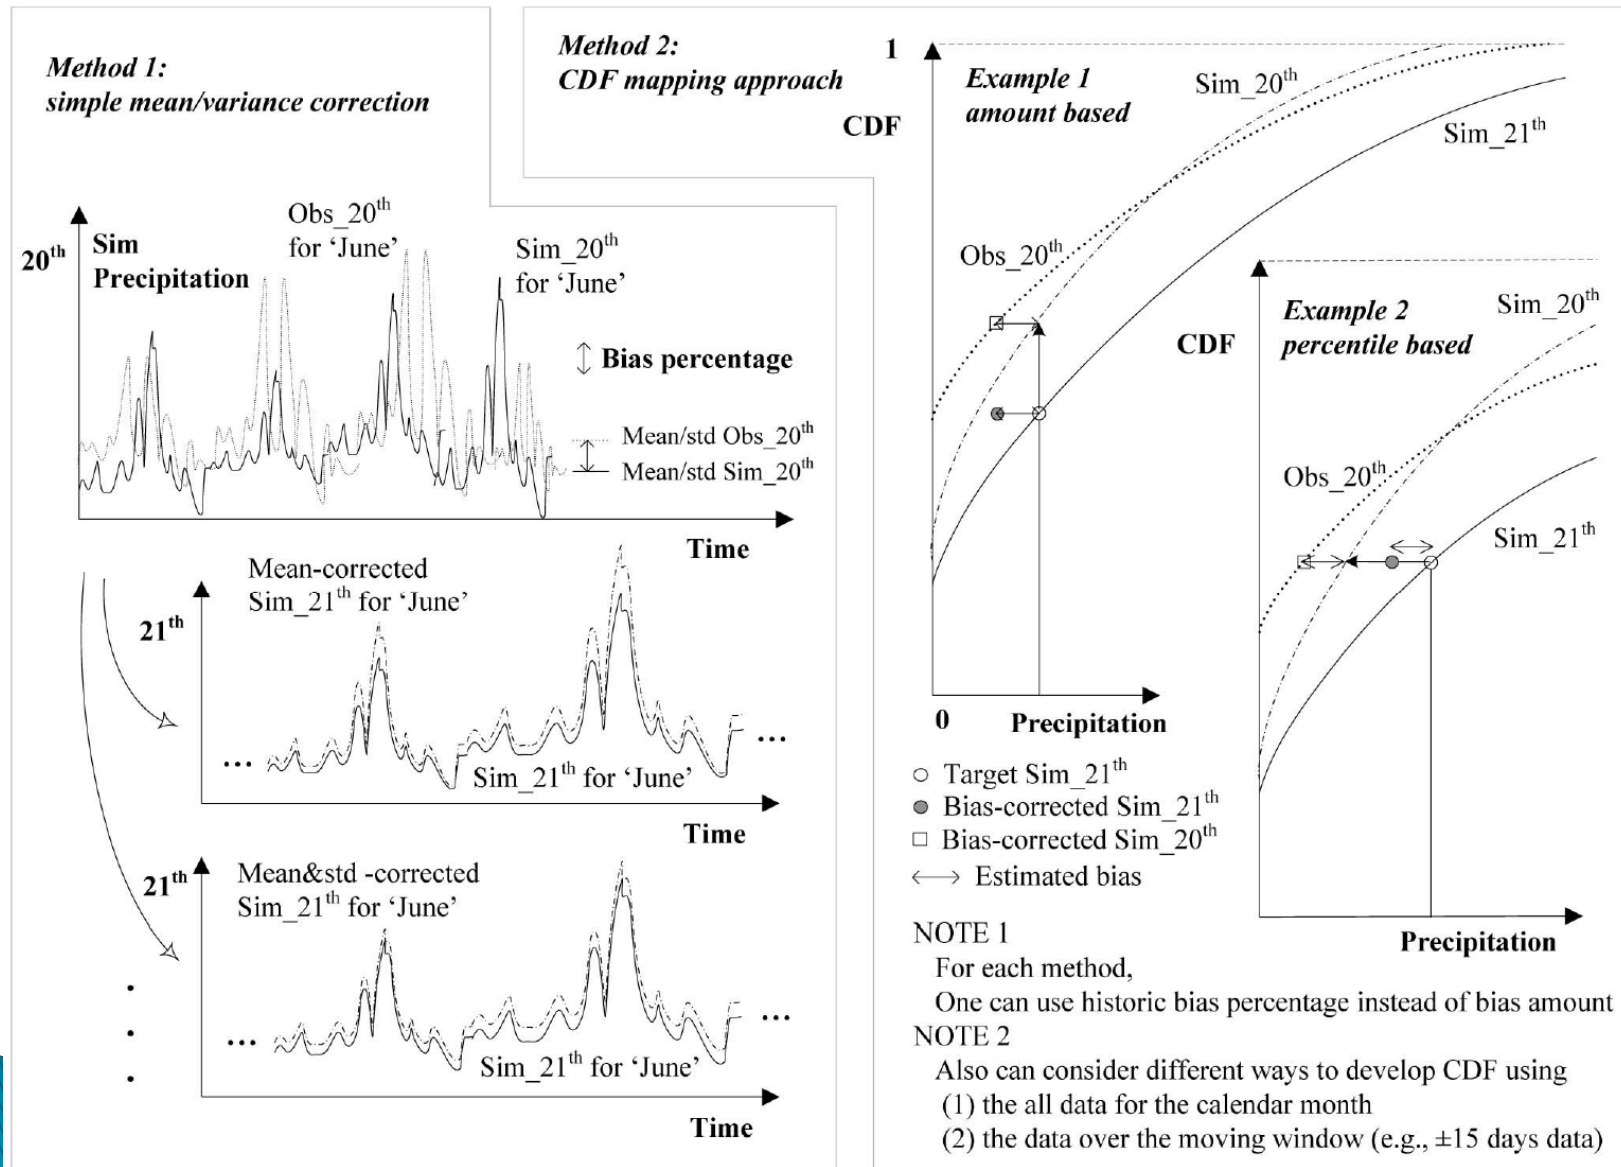 Method 1:
simple mean/variance correction
20th
Sim
Precipitation
Obs_20th
for ‘June’
Sim_20th
for ‘June’
Bias percentage
Mean/std Obs_20th
Mean/std Sim_20th
Time
Mean-corrected
Sim_21th for ‘June’
21th
...
...
Sim_21th for ‘June’
Time
21th
Mean&std -corrected
Sim_21th for ‘June’
...
...
Sim_21th for ‘June’
Time
Method 2:
CDF mapping approach
1
CDF
Example 1
amount based
Sim_20th
Sim_21th
Obs_20th
0
Precipitation
CDF
Example 2
percentile based
Sim_20th
Obs_20th
Sim_21th
Precipitation
Target Sim_21th
Bias-corrected Sim_21th
Bias-corrected Sim_20th
Estimated bias
NOTE 1
For each method,
One can use historic bias percentage instead of bias amount
NOTE 2
Also can consider different ways to develop CDF using
(1) the all data for the calendar month
(2) the data over the moving window (e.g., ±15 days data)